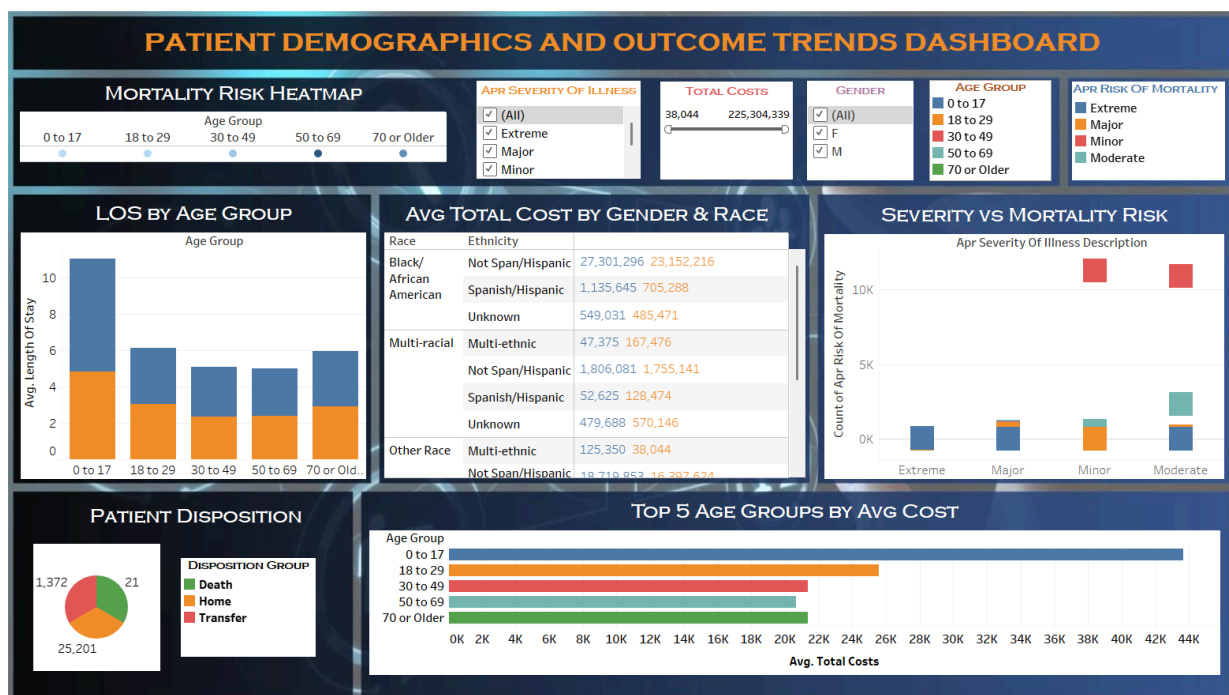 PATIENT DEMOGRAPHICS AND OUTCOME TRENDS DASHBOARD
MORTALITY RISK HEATMAP
Age Group
0 to 17 18 to 29 30 to 49 50 to 69 70 or Older
APR SEVERITY OF ILLNESS
(All)
Extreme
Major
Minor
TOTAL COSTS
38,044 225,304,339
GENDER
(All)
F
M
AGE GROUP
0 to 17
18 to 29
30 to 49
50 to 69
70 or Older
APR RISK OF MORTALITY
Extreme
Major
Minor
Moderate
LOS BY AGE GROUP
Age Group
Avg. Length Of Stay
10
8
6
4
2
0
0 to 17 18 to 29 30 to 49 50 to 69 70 or Old..
AVG TOTAL COST BY GENDER & RACE
Race Ethnicity
Black/
African
American
Not Span/Hispanic 27,301,296 23,152,216
Spanish/Hispanic 1,135,645 705,288
Unknown 549,031 485,471
Multi-racial Multi-ethnic 47,375 167,476
Not Span/Hispanic 1,806,081 1,755,141
Spanish/Hispanic 52,625 128,474
Unknown 479,688 570,146
Other Race Multi-ethnic 125,350 38,044
Not Span/Hispanic 18,719,853 16,397,624
SEVERITY VS MORTALITY RISK
Apr Severity Of Illness Description
Count of Apr Risk Of Mortality
10K
5K
0K
Extreme Major Minor Moderate
PATIENT DISPOSITION
1,372
21
25,201
DISPOSITION GROUP
Death
Home
Transfer
TOP 5 AGE GROUPS BY AVG COST
Age Group
0 to 17
18 to 29
30 to 49
50 to 69
70 or Older
0K 2K 4K 6K 8K 10K 12K 14K 16K 18K 20K 22K 24K 26K 28K 30K 32K 34K 36K 38K 40K 42K 44K
Avg. Total Costs